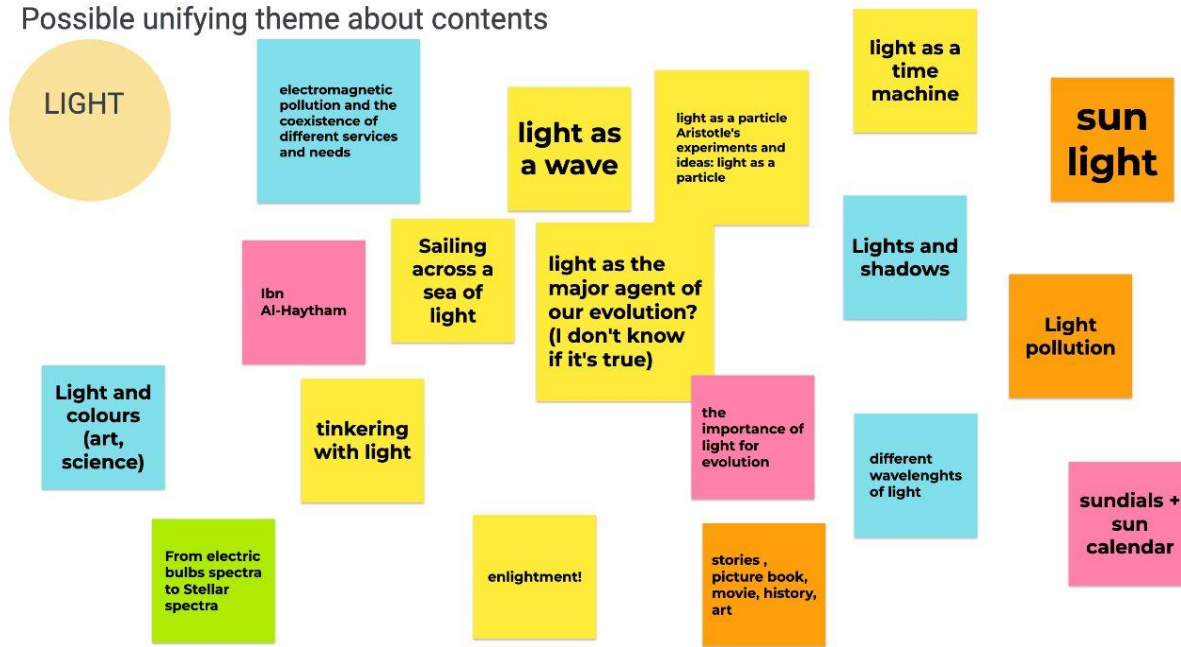 Possible unifying theme about contents
LIGHT
electromagnetic
pollution and the
coexistence of
different services
and needs
light as
a wave
light as a particle
Aristotle's
experiments and
ideas: light as a
particle
light as a
time
machine
sun
light
Ibn
Al-Haytham
Sailing
across a
sea of
light
light as the
major agent of
our evolution?
(I don't know
if it's true)
Lights and
shadows
Light
pollution
Light and
colours
(art,
science)
tinkering
with light
the
importance of
light for
evolution
different
wavelenghts
of light
sundials +
sun
calendar
From electric
bulbs spectra
to Stellar
spectra
enlightment!
stories ,
picture book,
movie, history,
art